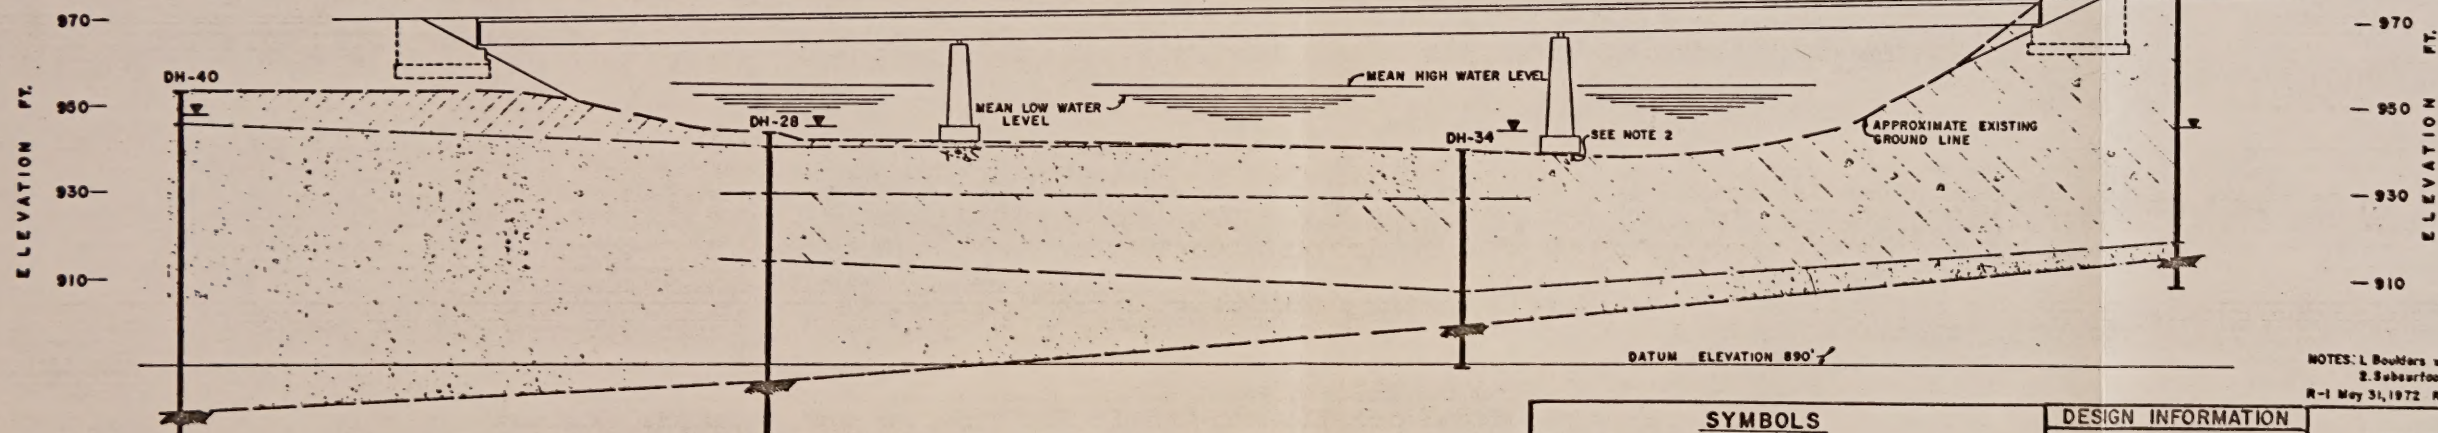 970—
950—
930—
910—
ELEVATION FT.
DH-40
DH-28
DH-34
MEAN HIGH WATER LEVEL
MEAN LOW WATER
LEVEL
SEE NOTE 2
APPROXIMATE EXISTING
GROUND LINE
DATUM ELEVATION 890'
—970
—950
—930
—910
ELEVATION FT.
NOTES: 1. Boulders
2. Subsurfac
R-1 May 31, 1972
SYMBOLS
DESIGN INFORMATION